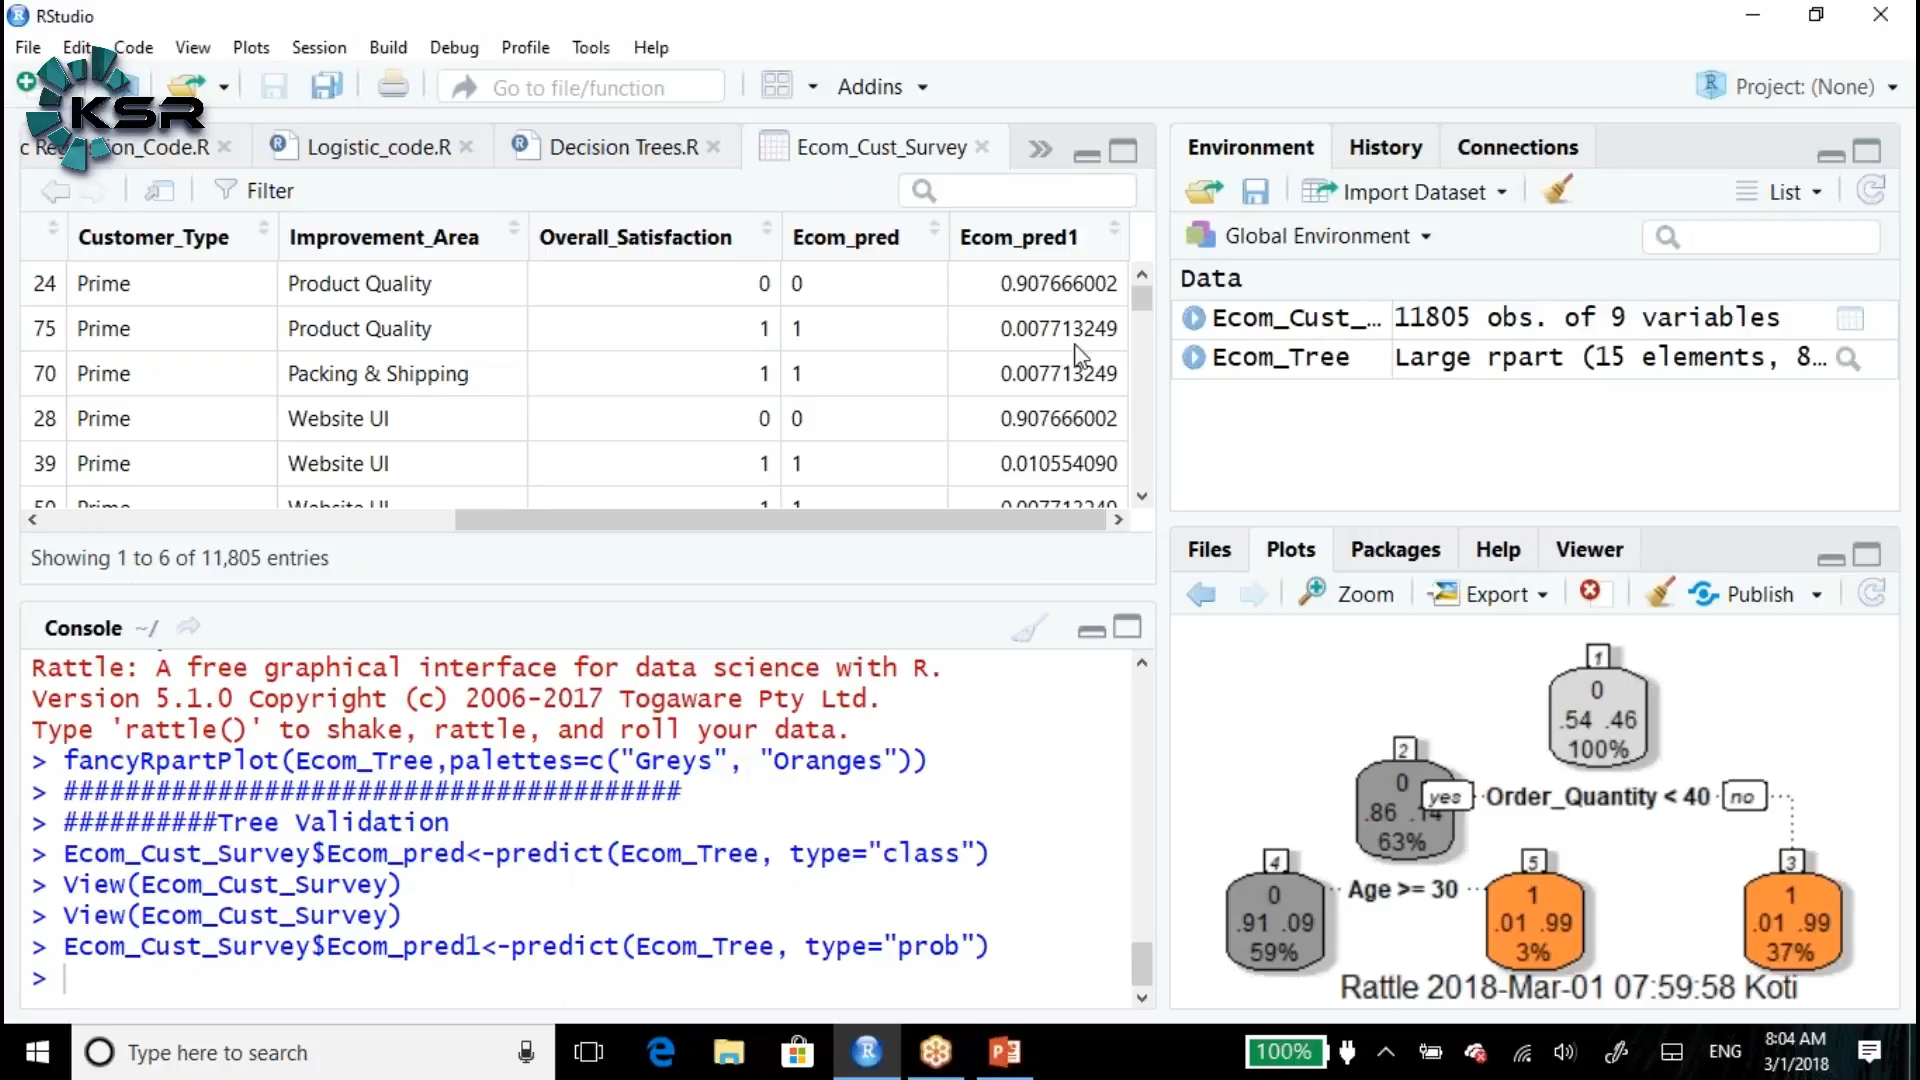 RStudio
File Edit Code View Plots Session Build Debug Profile Tools Help
KSR
Go to file/function
Addins
Project: (None)
c Re on_Code.R
Logistic_code.R
Decision Trees.R
Ecom_Cust_Survey
Filter
Customer_Type Improvement_Area Overall_Satisfaction Ecom_pred Ecom_pred1
24 Prime Product Quality 0 0 0.907666002
75 Prime Product Quality 1 1 0.007713249
70 Prime Packing & Shipping 1 1 0.007713249
28 Prime Website UI 0 0 0.907666002
39 Prime Website UI 1 1 0.010554090
50 Prime Website UI 1 1 0.007713249
Showing 1 to 6 of 11,805 entries
Console ~/
Rattle: A free graphical interface for data science with R.
Version 5.1.0 Copyright (c) 2006-2017 Togaware Pty Ltd.
Type 'rattle()' to shake, rattle, and roll your data.
> fancyRpartPlot(Ecom_Tree,palettes=c("Greys", "Oranges"))
> ########################################
> ##########Tree Validation
> Ecom_Cust_Survey$Ecom_pred<-predict(Ecom_Tree, type="class")
> View(Ecom_Cust_Survey)
> View(Ecom_Cust_Survey)
> Ecom_Cust_Survey$Ecom_pred1<-predict(Ecom_Tree, type="prob")
>
Environment History Connections
Import Dataset
List
Global Environment
Data
Ecom_Cust_… 11805 obs. of 9 variables
Ecom_Tree Large rpart (15 elements, 8…
Files Plots Packages Help Viewer
Zoom Export Publish
1
0
.54 .46
100%
yes Order_Quantity < 40 no
2
0
.86 .14
63%
Age >= 30
4
0
.91 .09
59%
5
1
.01 .99
3%
3
1
.01 .99
37%
Rattle 2018-Mar-01 07:59:58 Koti
Type here to search
100%
ENG
8:04 AM
3/1/2018